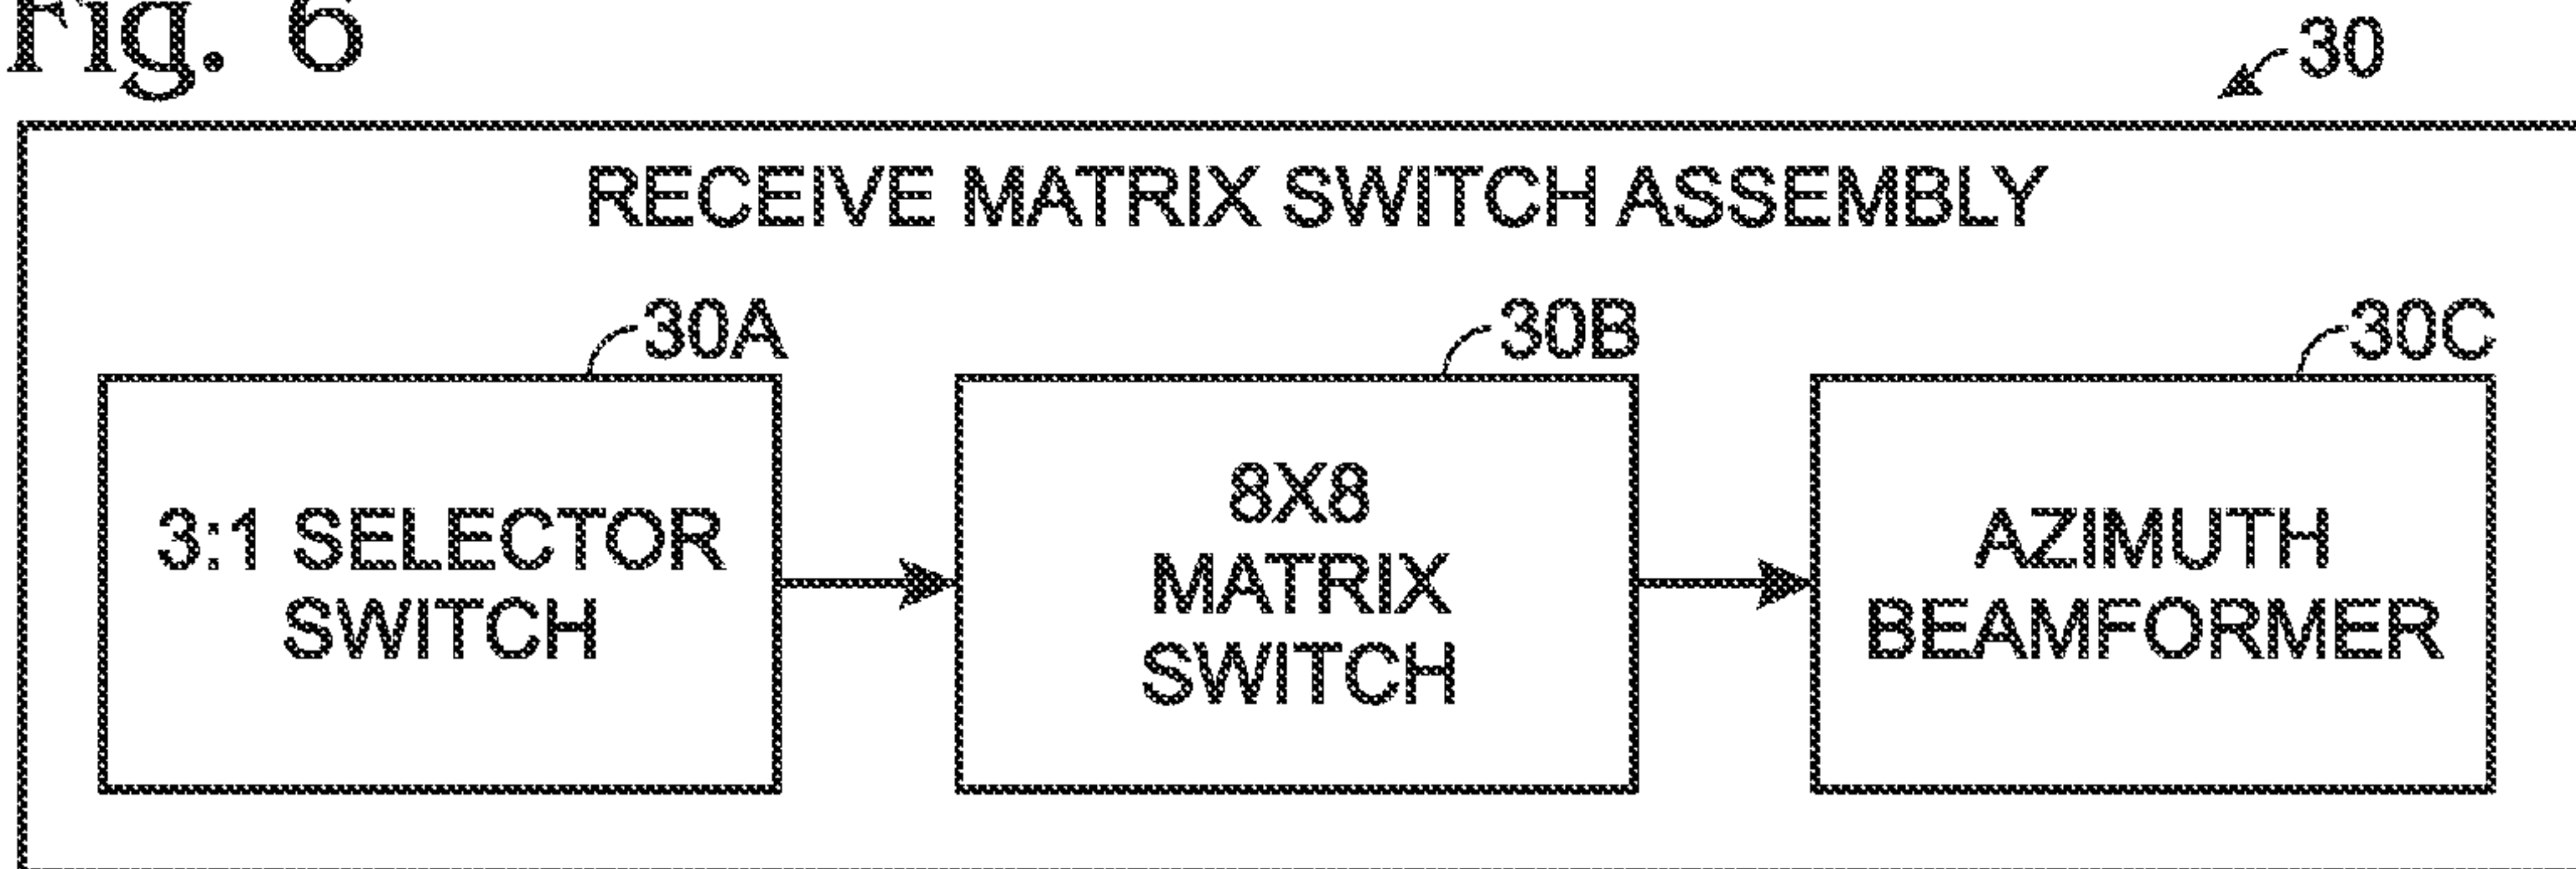 Fig. 6
30
RECEIVE MATRIX SWITCH ASSEMBLY
30A
30B
30C
3:1 SELECTOR
SWITCH
8X8
MATRIX
SWITCH
AZIMUTH
BEAMFORMER